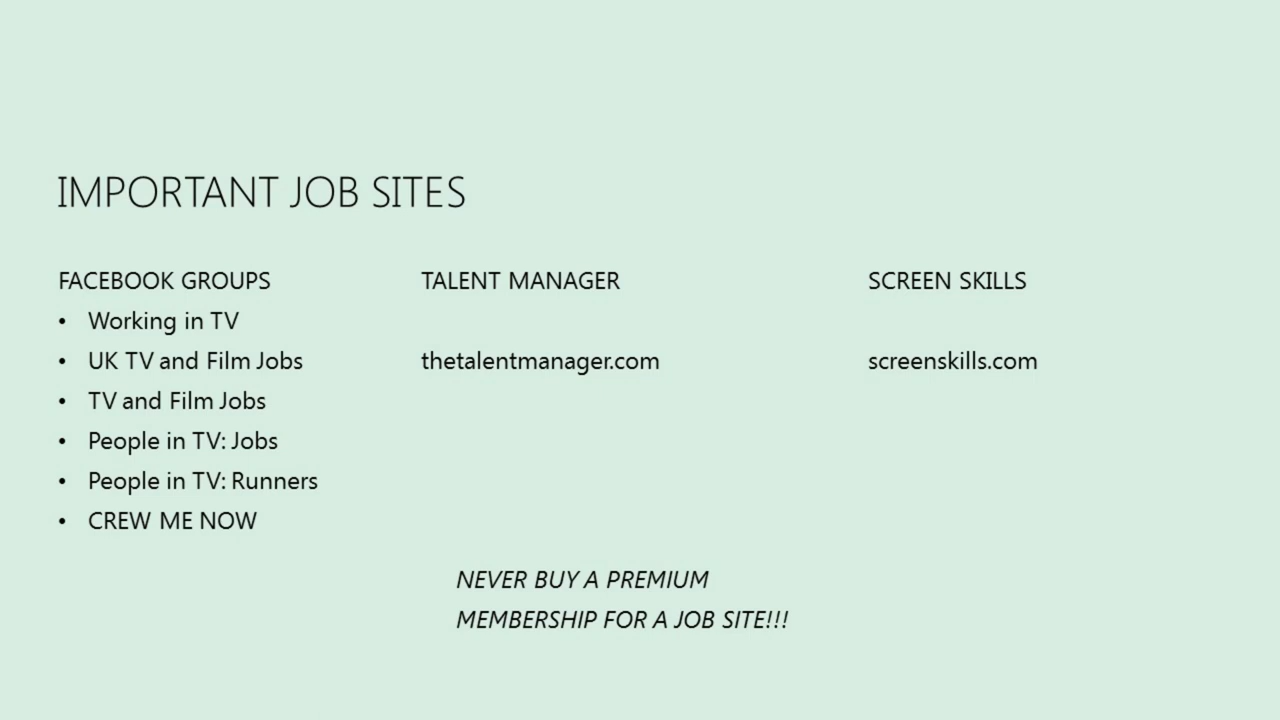 IMPORTANT JOB SITES
FACEBOOK GROUPS
• Working in TV
• UK TV and Film Jobs
• TV and Film Jobs
• People in TV: Jobs
• People in TV: Runners
• CREW ME NOW
TALENT MANAGER
thetalentmanager.com
SCREEN SKILLS
screenskills.com
NEVER BUY A PREMIUM
MEMBERSHIP FOR A JOB SITE!!!